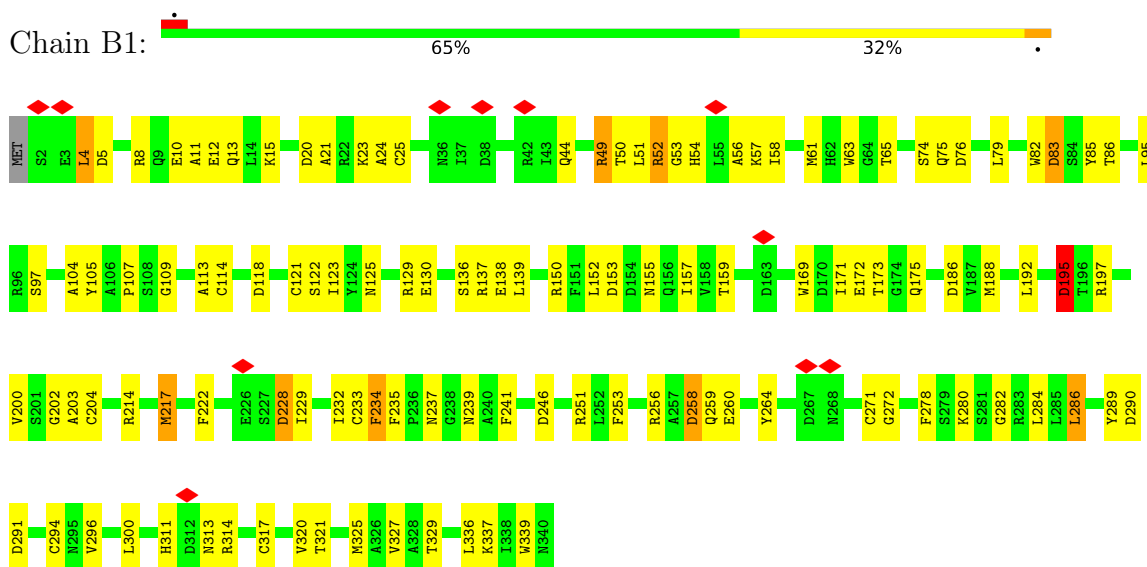 Chain B1:
65% 32%
MET S2 E3 L4 D5 R8 Q9 E10 A11 E12 Q13 L14 K15 D20 A21 R22 K23 A24 C25 N36 I37 D38 R42 I43 Q44 R49 T50 L51 R52 G53 H54 L55 A56 K57 I58 M61 H62 W63 G64 T65 S74 Q75 D76 L79 W82 D83 S84 Y85 T86 L95
R96 S97 A104 Y105 A106 P107 S108 G109 A113 C114 D118 C121 S122 I123 Y124 N125 R129 E130 S136 R137 E138 L139 R150 F151 L152 D153 D154 N155 Q156 I157 V158 T159 D163 W169 D170 I171 E172 T173 G174 Q175 D186 V187 M188 L192 D195 T196 R197
V200 S201 G202 A203 C204 R214 M217 F222 E226 S227 D228 I229 I232 C233 F234 F235 P236 N237 G238 N239 A240 F241 D246 R251 L252 F253 R256 A257 D258 Q259 E260 Y264 D267 N268 C271 G272 F278 S279 K280 S281 G282 R283 L284 L285 L286 Y289 D290
D291 C294 N295 V296 L300 H311 D312 N313 R314 C317 V320 T321 M325 A326 V327 A328 T329 L336 K337 I338 W339 N340